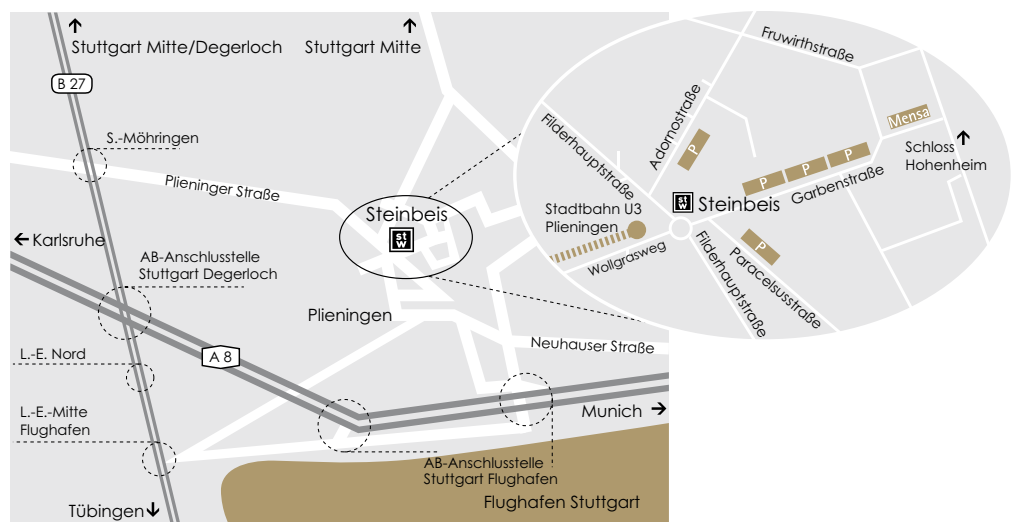 Stuttgart Mitte/Degerloch
Stuttgart Mitte
B 27
S.-Möhringen
Plieninger Straße
Steinbeis
st
w
Karlsruhe
AB-Anschlusstelle
Stuttgart Degerloch
Plieningen
A 8
L.-E. Nord
L.-E.-Mitte
Flughafen
Neuhauser Straße
Munich
AB-Anschlusstelle
Stuttgart Flughafen
Flughafen Stuttgart
Tübingen
Fruwirthstraße
Filderhauptstraße
Adornostraße
P
Mensa
Schloss
Hohenheim
P
P
P
Garbenstraße
st
w
Steinbeis
Stadtbahn U3
Plieningen
Wollgrasweg
P
Filderhauptstraße
Paracelsusstraße